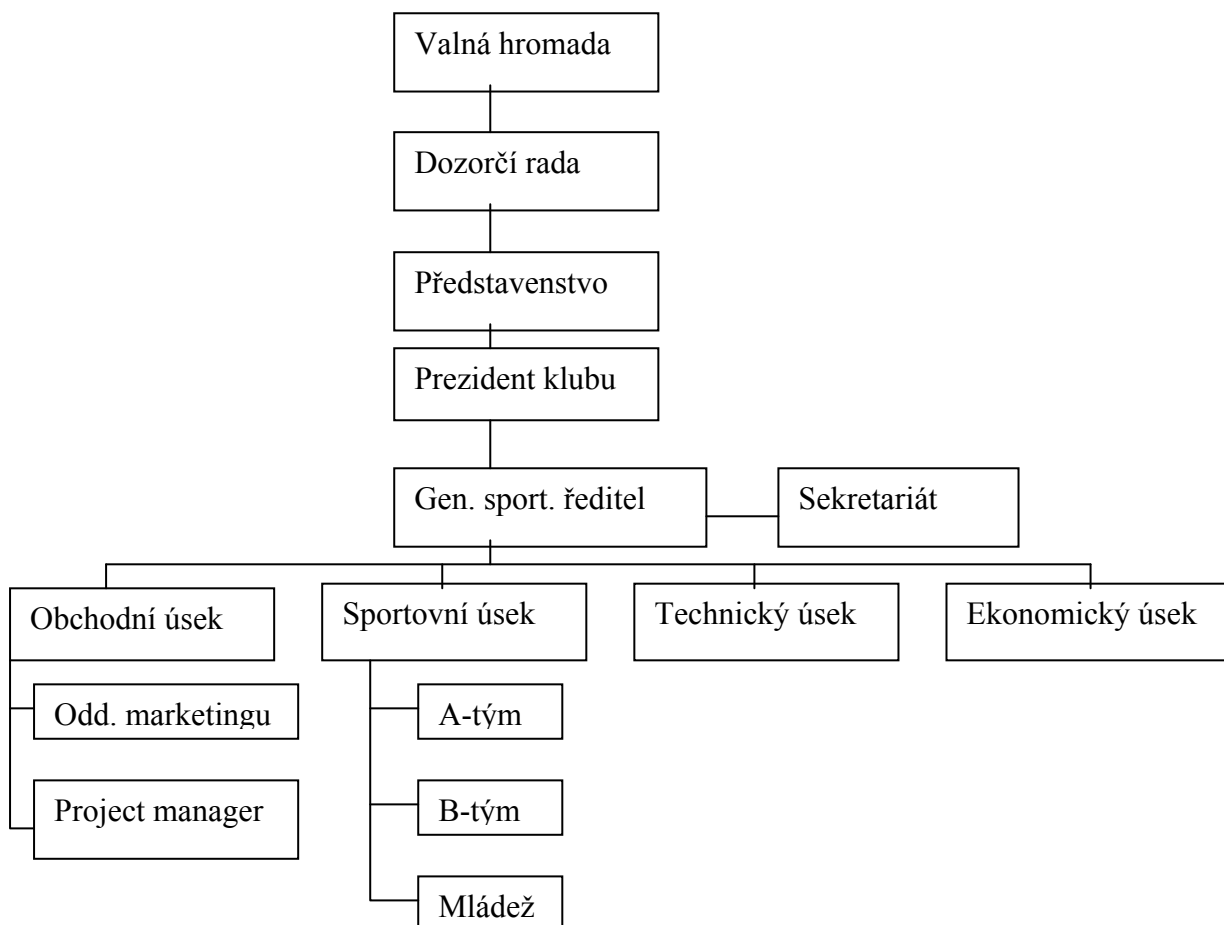 Valná hromada
Dozorčí rada
Představenstvo
Prezident klubu
Gen. sport. ředitel
Sekretariát
Obchodní úsek
Sportovní úsek
Technický úsek
Ekonomický úsek
Odd. marketingu
Project manager
A-tým
B-tým
Mládež